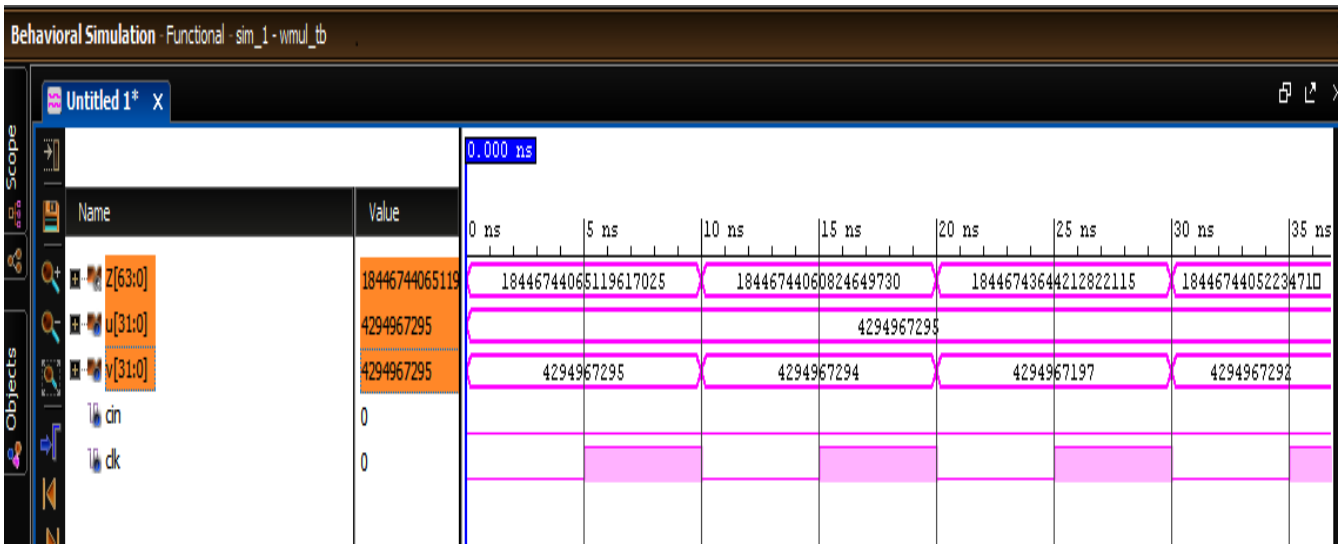 Behavioral Simulation - Functional - sim_1 - wmul_tb
Untitled 1* X
Scope
Objects
0.000 ns
Name Value
0 ns 5 ns 10 ns 15 ns 20 ns 25 ns 30 ns 35 ns
Z[63:0] 18446744065119 18446744065119617025 18446744060824649730 18446743644212822115 1844674405223471
u[31:0] 4294967295 4294967295
v[31:0] 4294967295 4294967295 4294967294 4294967197 4294967292
cin 0
clk 0